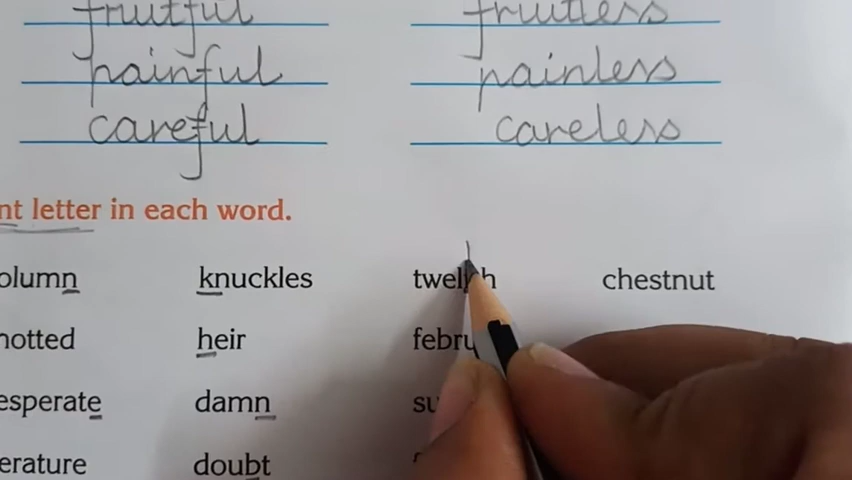 fruitful fruitless
painful painless
careful careless
nt letter in each word.
olumn knuckles chestnut
notted heir febru
esperate damn su
erature doubt